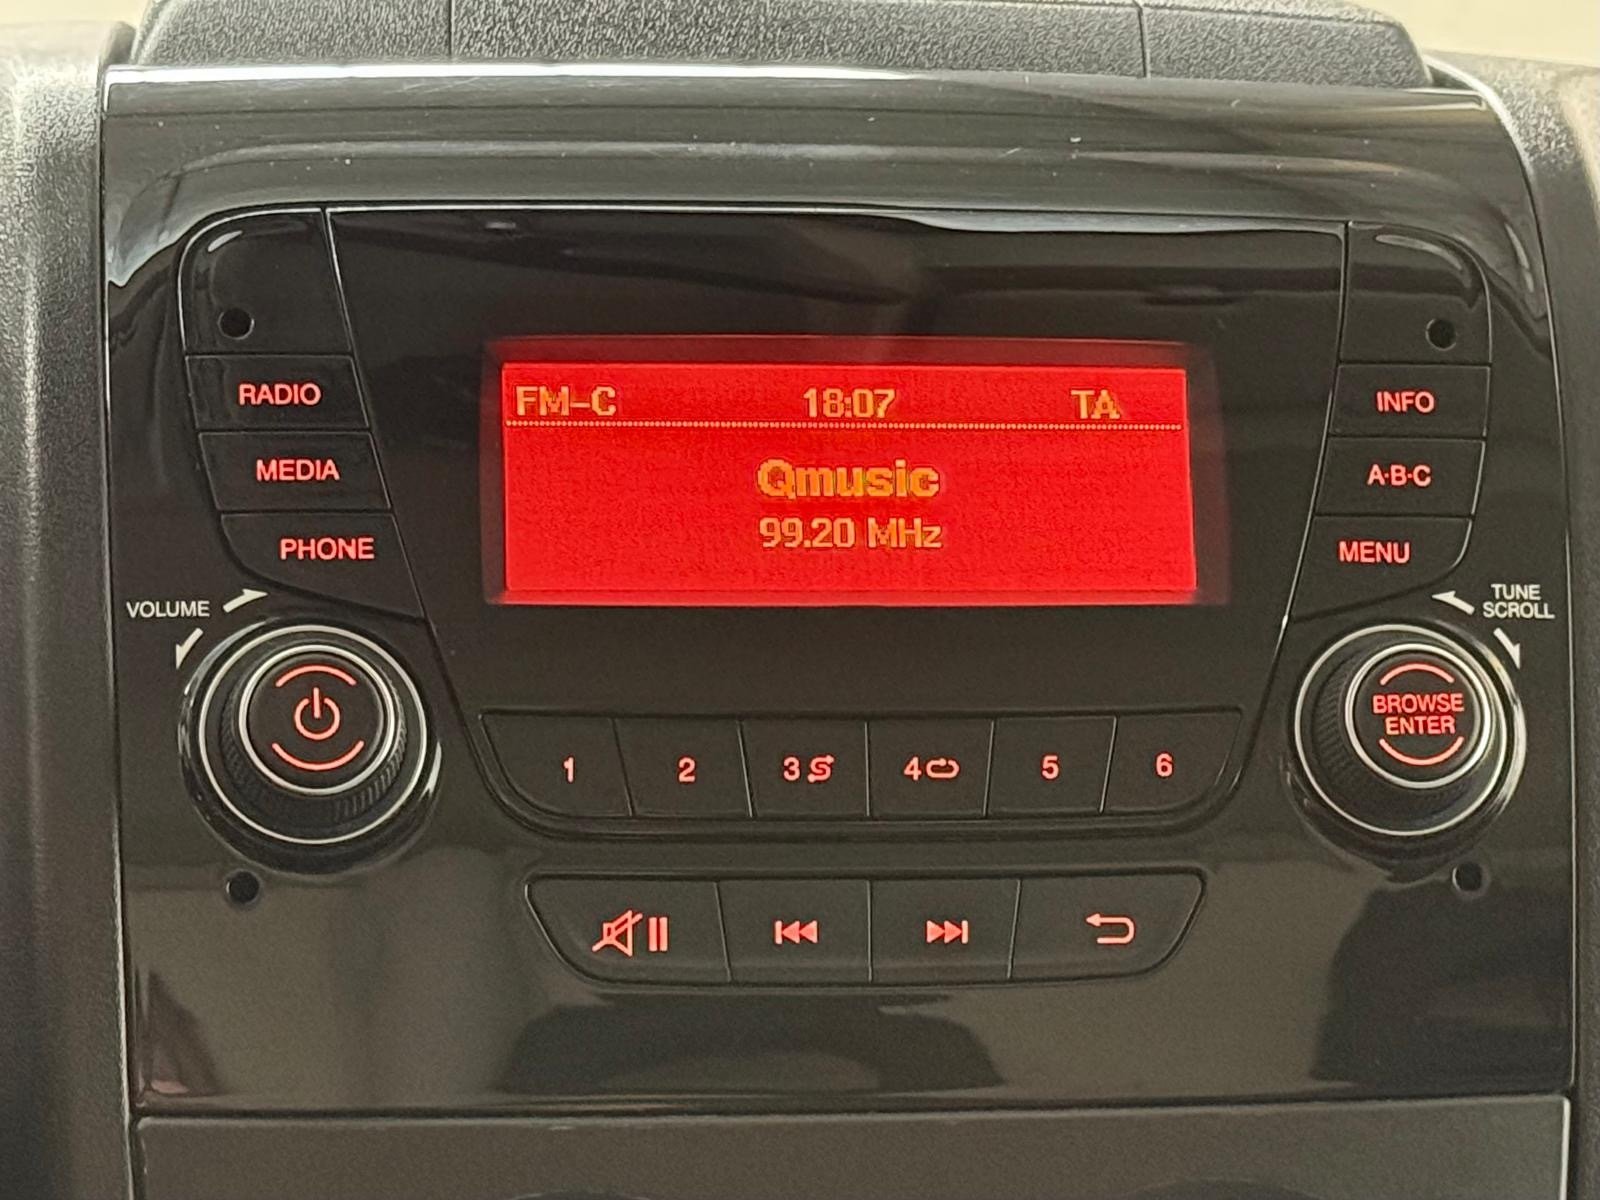 FM-C 18:07 TA
Qmusic
99.20 MHz
RADIO
MEDIA
PHONE
INFO
A·B·C
MENU
VOLUME
TUNE
SCROLL
BROWSE
ENTER
1 2 3 4 5 6